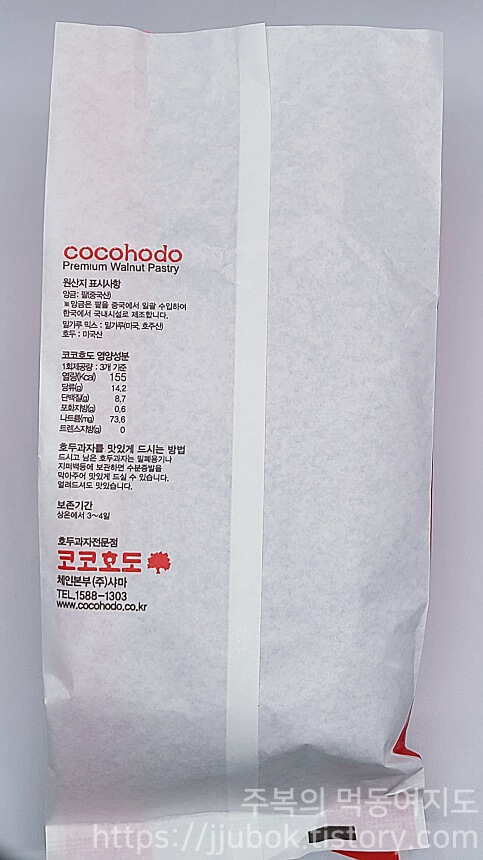 cocohodo
Premium Walnut Pastry
원산지 표시사항
앙금: 팥(중국산)
※앙금은 팥을 중국에서 일괄 수입하여
한국에서 국내시설로 제조합니다.
밀가루 믹스 : 밀가루(미국, 호주산)
호두 : 미국산
코코호도 영양성분
1회제공량 : 3개 기준
열량(Kcal) 155
당류(g) 14.2
단백질(g) 8.7
포화지방(g) 0.6
나트륨(mg) 73.6
트렌스지방(g) 0
호두과자를 맛있게 드시는 방법
드시고 남은 호두과자는 밀폐용기나
지퍼백등에 보관하면 수분증발을
막아주어 맛있게 드실 수 있습니다.
얼려드셔도 맛있습니다.
보존기간
상온에서 3~4일
호두과자전문점
코코호도
체인본부 (주)샤마
TEL.1588-1303
www.cocohodo.co.kr
주복의 먹동여지도
https://jjubok.tistory.com